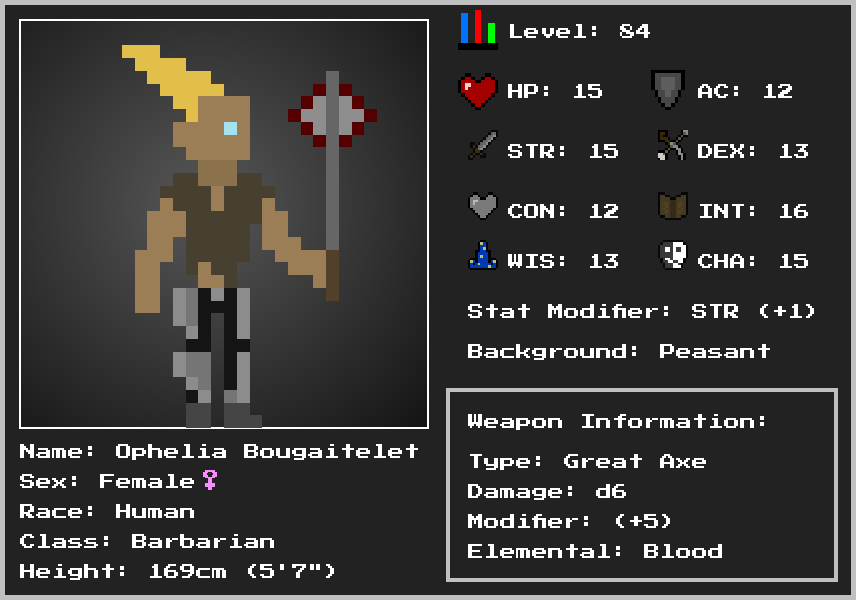 Level: 84
HP: 15
AC: 12
STR: 15
DEX: 13
CON: 12
INT: 16
WIS: 13
CHA: 15
Stat Modifier: STR (+1)
Background: Peasant
Weapon Information:
Type: Great Axe
Damage: d6
Modifier: (+5)
Elemental: Blood
Name: Ophelia Bougaitelet
Sex: Female♀
Race: Human
Class: Barbarian
Height: 169cm (5'7")